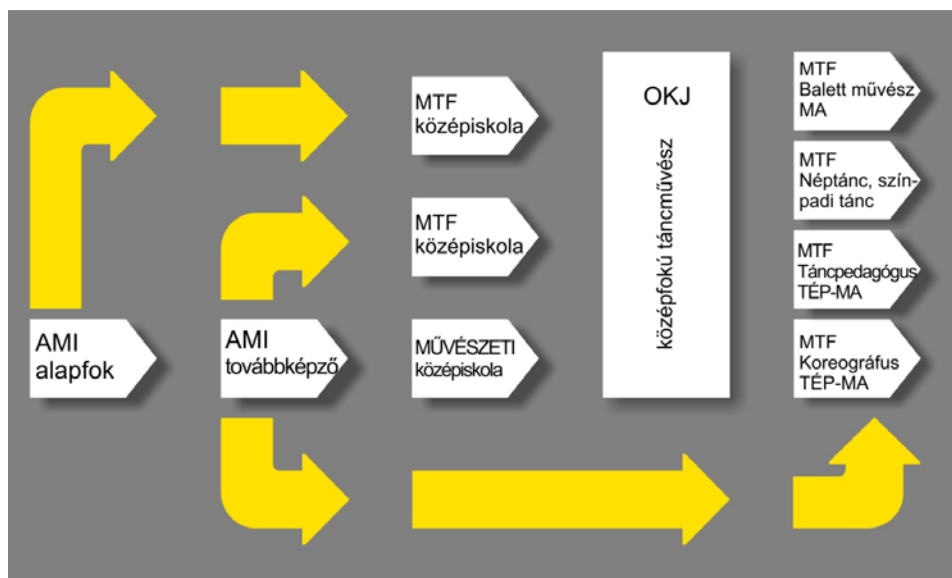 AMI
alapfok
AMI
továbbképző
MTF
középiskola
MTF
középiskola
MŰVÉSZETI
középiskola
OKJ
középfokú táncművész
MTF
Balett művész
MA
MTF
Néptánc, szín-
padi tánc
MTF
Táncpedagógus
TÉP-MA
MTF
Koreográfus
TÉP-MA